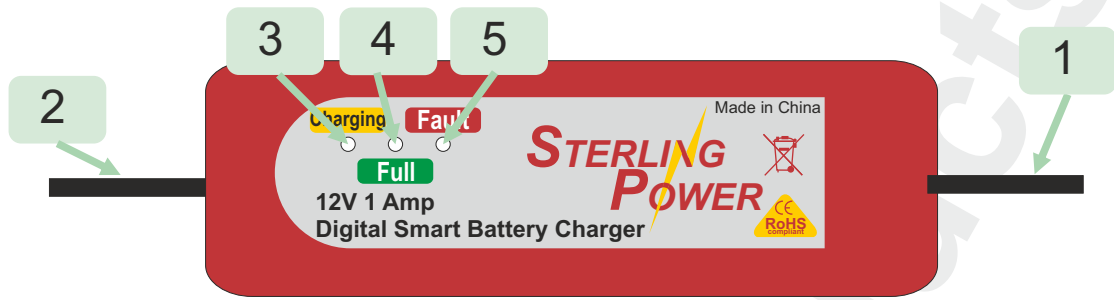 3 4 5
1
2
Made in China
Charging Fault
STERLING
POWER
Full
12V 1 Amp
Digital Smart Battery Charger
CE
RoHS
compliant